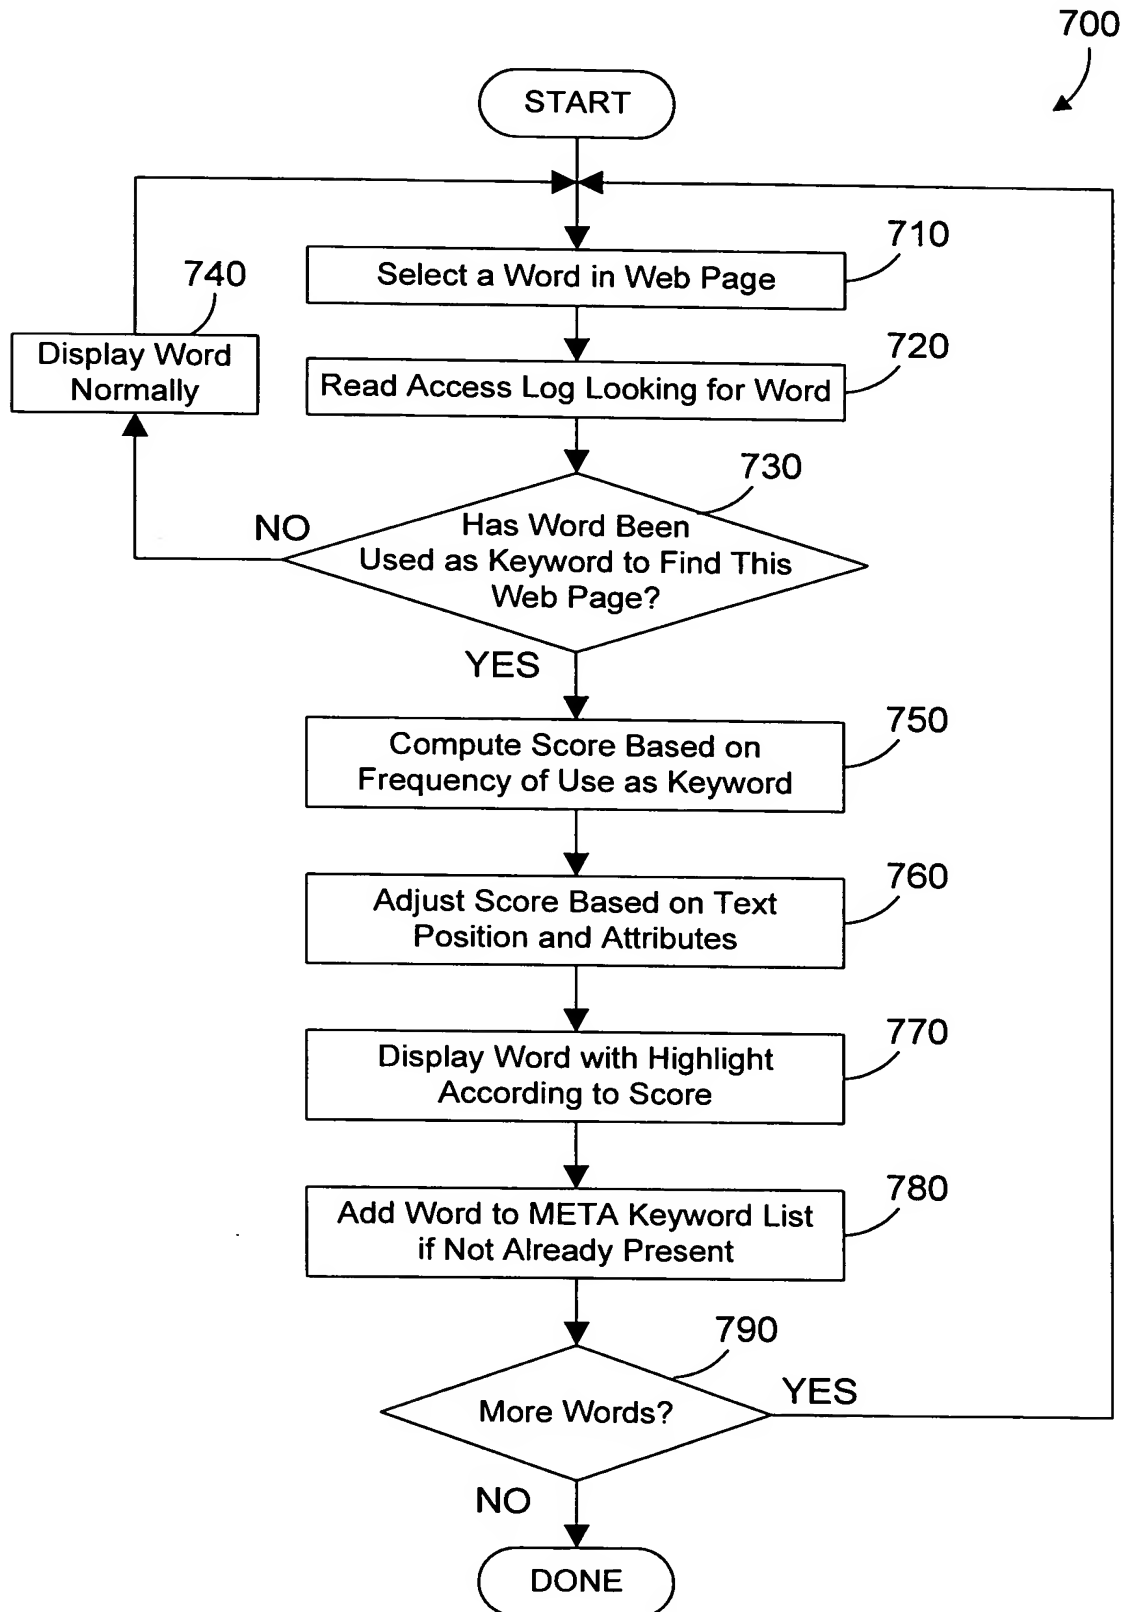 700
START
710
Select a Word in Web Page
740
Display Word
Normally
720
Read Access Log Looking for Word
730
NO
Has Word Been
Used as Keyword to Find This
Web Page?
YES
750
Compute Score Based on
Frequency of Use as Keyword
760
Adjust Score Based on Text
Position and Attributes
770
Display Word with Highlight
According to Score
780
Add Word to META Keyword List
if Not Already Present
790
More Words?
YES
NO
DONE